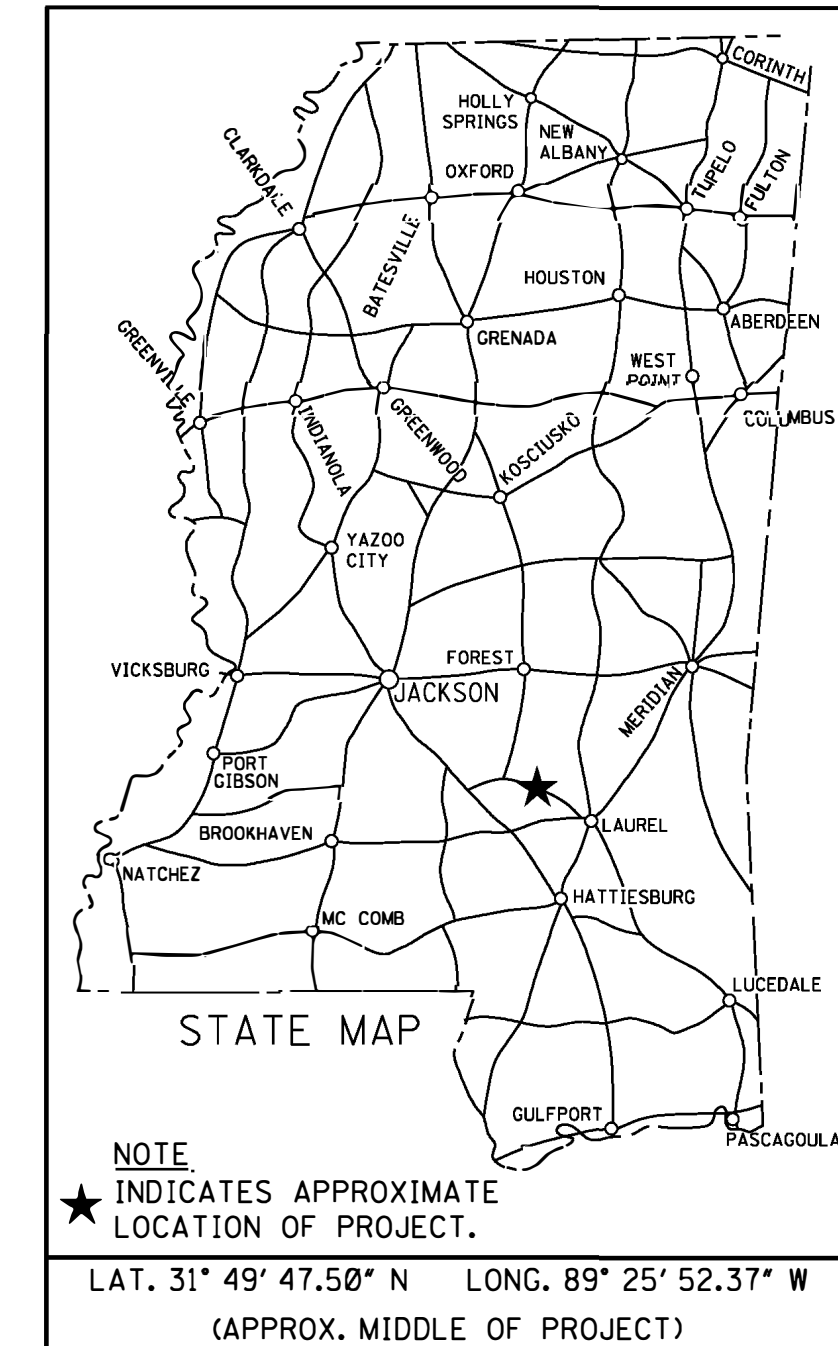 CORINTH
HOLLY
SPRINGS
NEW
ALBANY
CLARKDALE
OXFORD
TUPELO
FULTON
BATESVILLE
HOUSTON
GREENVILLE
GRENADA
ABERDEEN
WEST
POINT
INDIANOLA
GREENWOOD
KOSCIUSKO
COLUMBUS
YAZOO
CITY
VICKSBURG
FOREST
JACKSON
MERIDIAN
PORT
GIBSON
BROOKHAVEN
LAUREL
NATCHEZ
HATTIESBURG
MC COMB
LUCEDALE
STATE MAP
GULFPORT
PASCAGOULA
NOTE
INDICATES APPROXIMATE
LOCATION OF PROJECT.
LAT. 31° 49' 47.50" N LONG. 89° 25' 52.37" W
(APPROX. MIDDLE OF PROJECT)